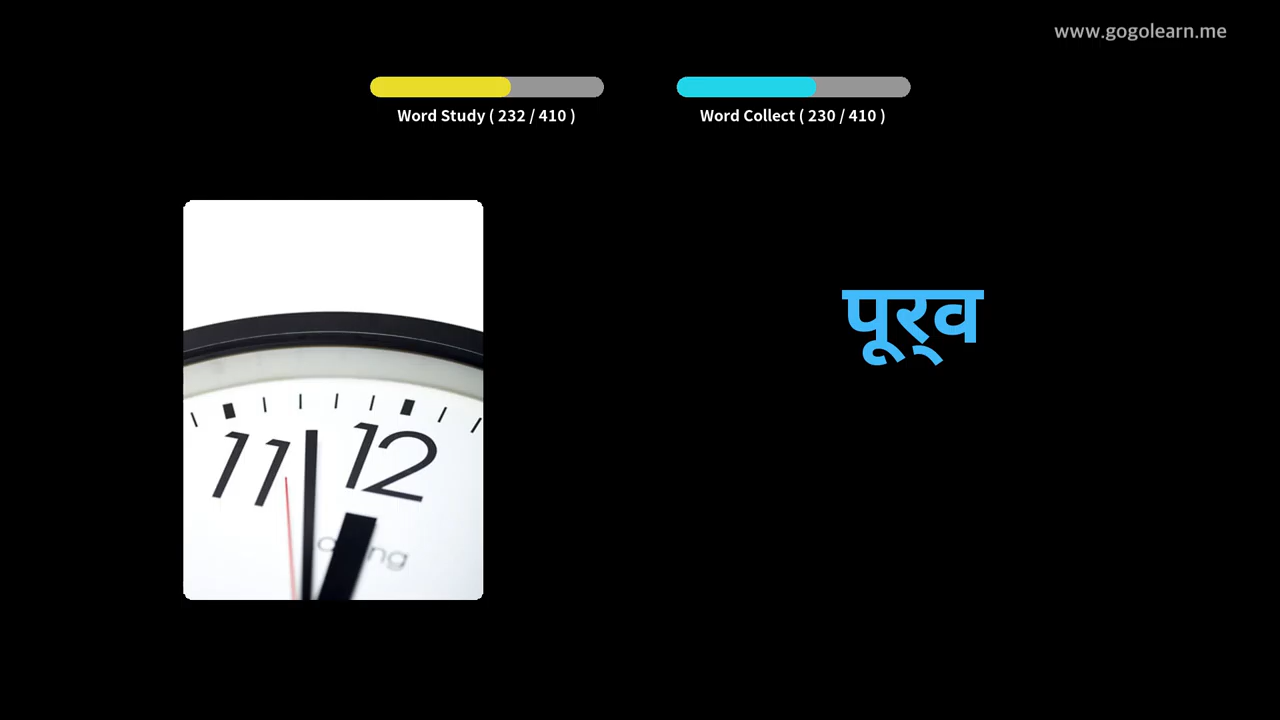 www.gogolearn.me
Word Study ( 232 / 410 )
Word Collect ( 230 / 410 )
पूर्‌व
11 12